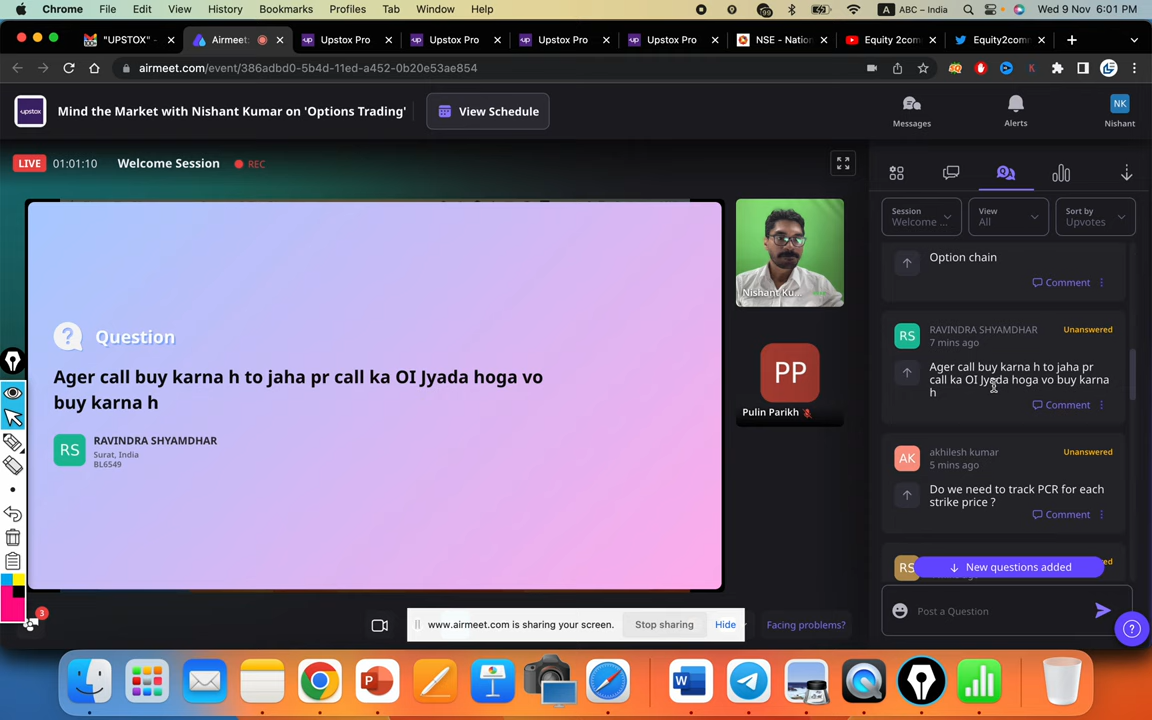 Chrome File Edit View History Bookmarks Profiles Tab Window Help
A ABC – India Wed 9 Nov 6:01 PM
"UPSTOX" -
Airmeet:
Upstox Pro
Upstox Pro
Upstox Pro
Upstox Pro
NSE - Nation
Equity 2com
Equity2com
airmeet.com/event/386adbd0-5b4d-11ed-a452-0b20e53ae854
upstox
Mind the Market with Nishant Kumar on 'Options Trading'
View Schedule
Messages
Alerts
NK
Nishant
LIVE 01:01:10 Welcome Session REC
Question
Ager call buy karna h to jaha pr call ka OI Jyada hoga vo
buy karna h
RS
RAVINDRA SHYAMDHAR
Surat, India
BL6549
Nishant Ku...
PP
Pulin Parikh
Session
Welcome ...
View
All
Sort by
Upvotes
Option chain
Comment
RS
RAVINDRA SHYAMDHAR
Unanswered
7 mins ago
Ager call buy karna h to jaha pr
call ka OI Jyada hoga vo buy karna
h
Comment
AK
akhilesh kumar
Unanswered
5 mins ago
Do we need to track PCR for each
strike price ?
Comment
RS
New questions added
Post a Question
?
3
www.airmeet.com is sharing your screen.
Stop sharing
Hide
Facing problems?